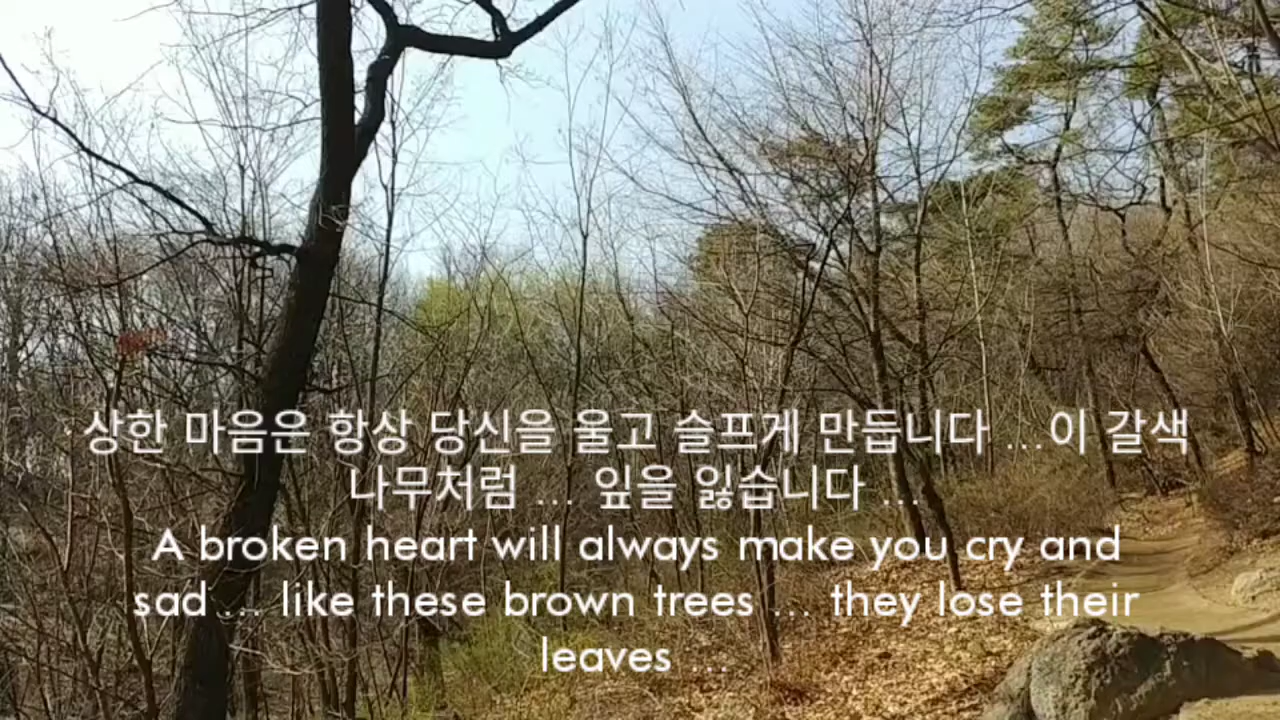 상한 마음은 항상 당신을 울고 슬프게 만듭니다 ...이 갈색
나무처럼 ... 잎을 잃습니다 ...
A broken heart will always make you cry and
sad ... like these brown trees ... they lose their
leaves ...